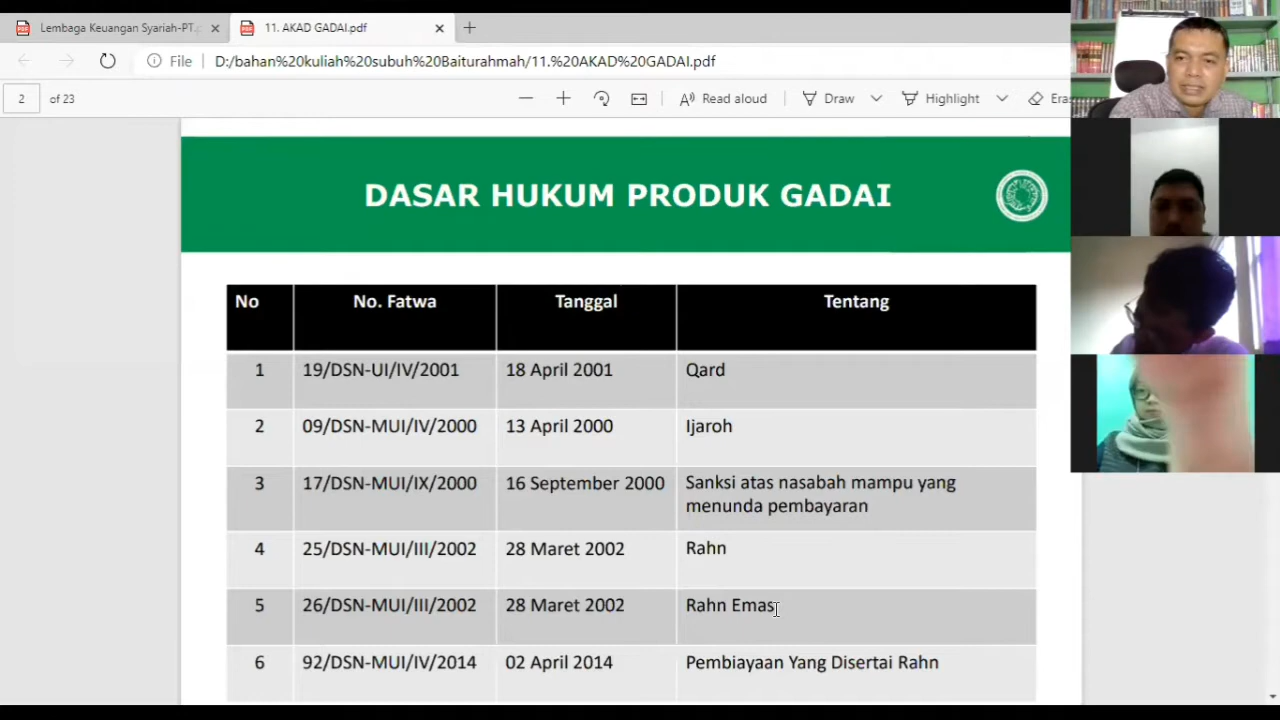 Lembaga Keuangan Syariah-PT.
11. AKAD GADAI.pdf
File D:/bahan%20kuliah%20subuh%20Baiturahmah/11.%20AKAD%20GADAI.pdf
2 of 23 Read aloud Draw Highlight Eras
DASAR HUKUM PRODUK GADAI
No No. Fatwa Tanggal Tentang
1 19/DSN-UI/IV/2001 18 April 2001 Qard
2 09/DSN-MUI/IV/2000 13 April 2000 Ijaroh
3 17/DSN-MUI/IX/2000 16 September 2000 Sanksi atas nasabah mampu yang
menunda pembayaran
4 25/DSN-MUI/III/2002 28 Maret 2002 Rahn
5 26/DSN-MUI/III/2002 28 Maret 2002 Rahn Emas
6 92/DSN-MUI/IV/2014 02 April 2014 Pembiayaan Yang Disertai Rahn